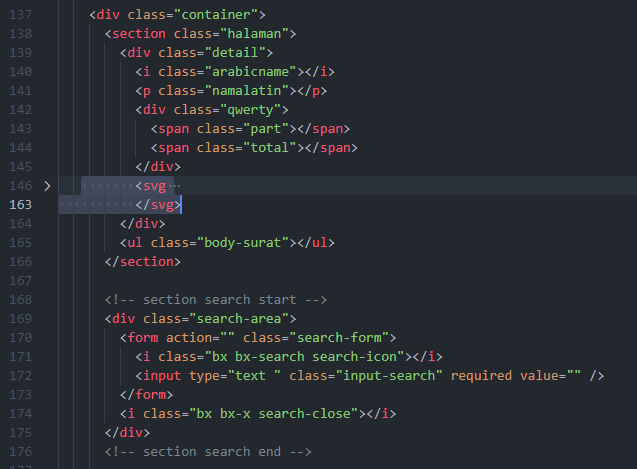 137 <div class="container">
138 <section class="halaman">
139 <div class="detail">
140 <i class="arabicname"></i>
141 <p class="namalatin"></p>
142 <div class="qwerty">
143 <span class="part"></span>
144 <span class="total"></span>
145 </div>
146 > <svg ⋯
163 </svg>
164 </div>
165 <ul class="body-surat"></ul>
166 </section>
167
168 <!-- section search start -->
169 <div class="search-area">
170 <form action="" class="search-form">
171 <i class="bx bx-search search-icon"></i>
172 <input type="text " class="input-search" required value="" />
173 </form>
174 <i class="bx bx-x search-close"></i>
175 </div>
176 <!-- section search end -->